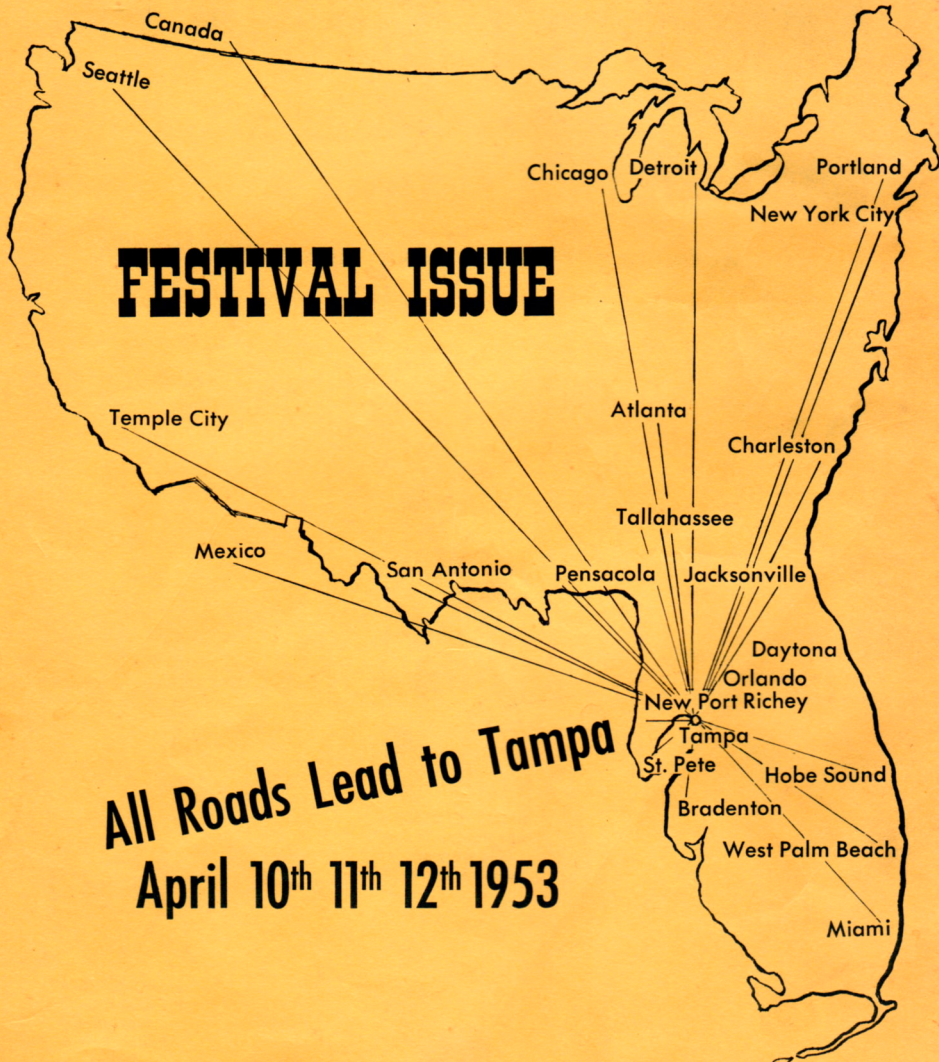 Canada
Seattle
Chicago
Detroit
Portland
New York City
FESTIVAL ISSUE
Temple City
Atlanta
Charleston
Tallahassee
Mexico
San Antonio
Pensacola
Jacksonville
Daytona
Orlando
New Port Richey
Tampa
St. Pete
Hobe Sound
Bradenton
West Palm Beach
Miami
All Roads Lead to Tampa
April 10th 11th 12th 1953